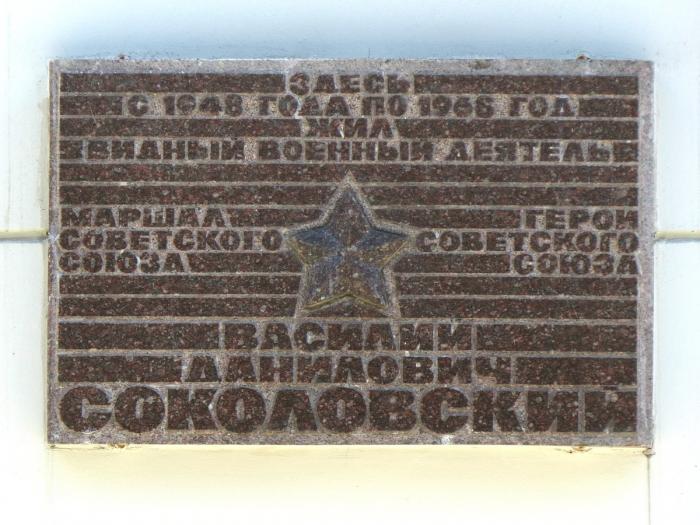 ЗДЕСЬ
С 1948 ГОДА ПО 1968 ГОД
ЖИЛ
ВИДНЫЙ ВОЕННЫЙ ДЕЯТЕЛЬ
МАРШАЛ ГЕРОЙ
СОВЕТСКОГО СОВЕТСКОГО
СОЮЗА СОЮЗА
ВАСИЛИЙ
ДАНИЛОВИЧ
СОКОЛОВСКИЙ